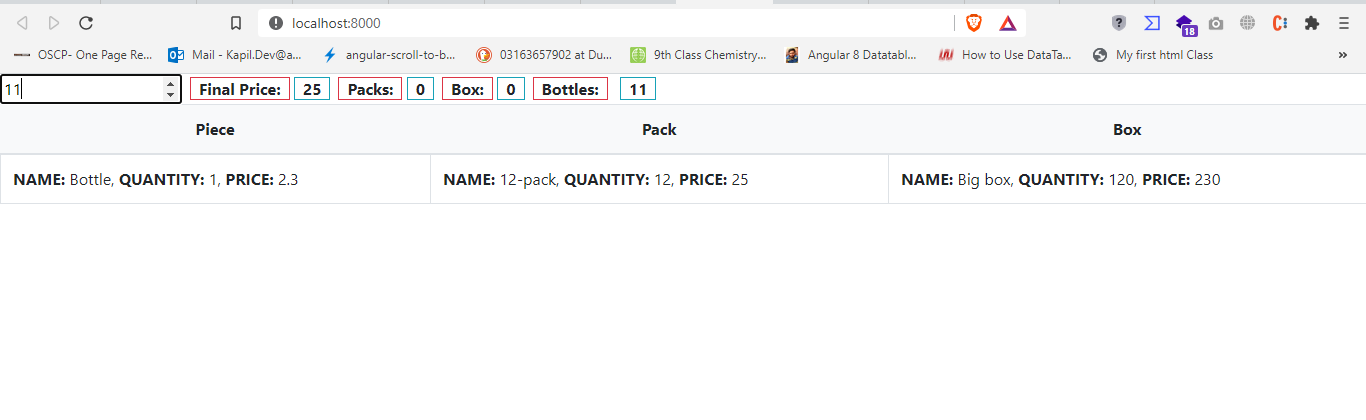 localhost:8000
18
OSCP- One Page Re...
Mail - Kapil.Dev@a...
angular-scroll-to-b...
03163657902 at Du...
9th Class Chemistry...
Angular 8 Datatabl...
How to Use DataTa...
My first html Class
»
11 Final Price: 25 Packs: 0 Box: 0 Bottles: 11
Piece Pack Box
NAME: Bottle, QUANTITY: 1, PRICE: 2.3 NAME: 12-pack, QUANTITY: 12, PRICE: 25 NAME: Big box, QUANTITY: 120, PRICE: 230